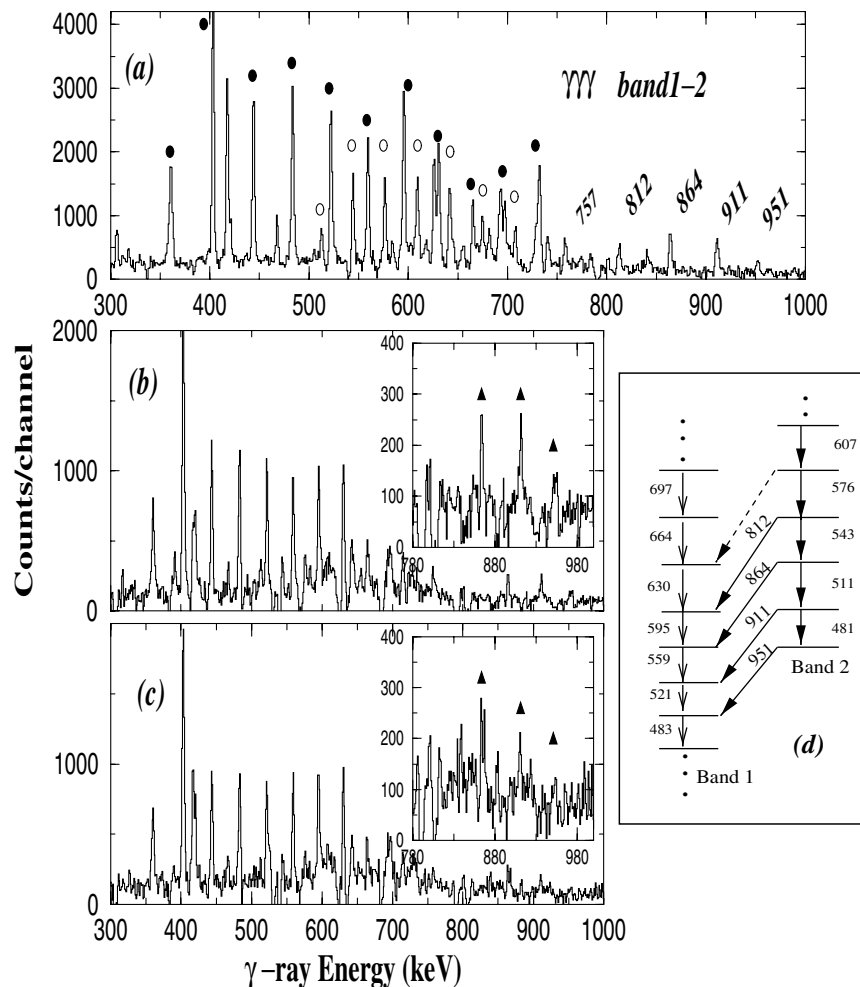 (a)
γγγ band1-2
757 812 864 911 951
4000
3000
2000
1000
0
300 400 500 600 700 800 900 1000
Counts/channel
(b)
2000
1000
0
400
300
200
100
0
780 880 980
(c)
1000
0
400
300
200
100
0
780 880 980
300 400 500 600 700 800 900 1000
γ-ray Energy (keV)
607
697 576
812
664 543
864
630 511
911
595 481
951
559 Band 2
521
483 (d)
Band 1